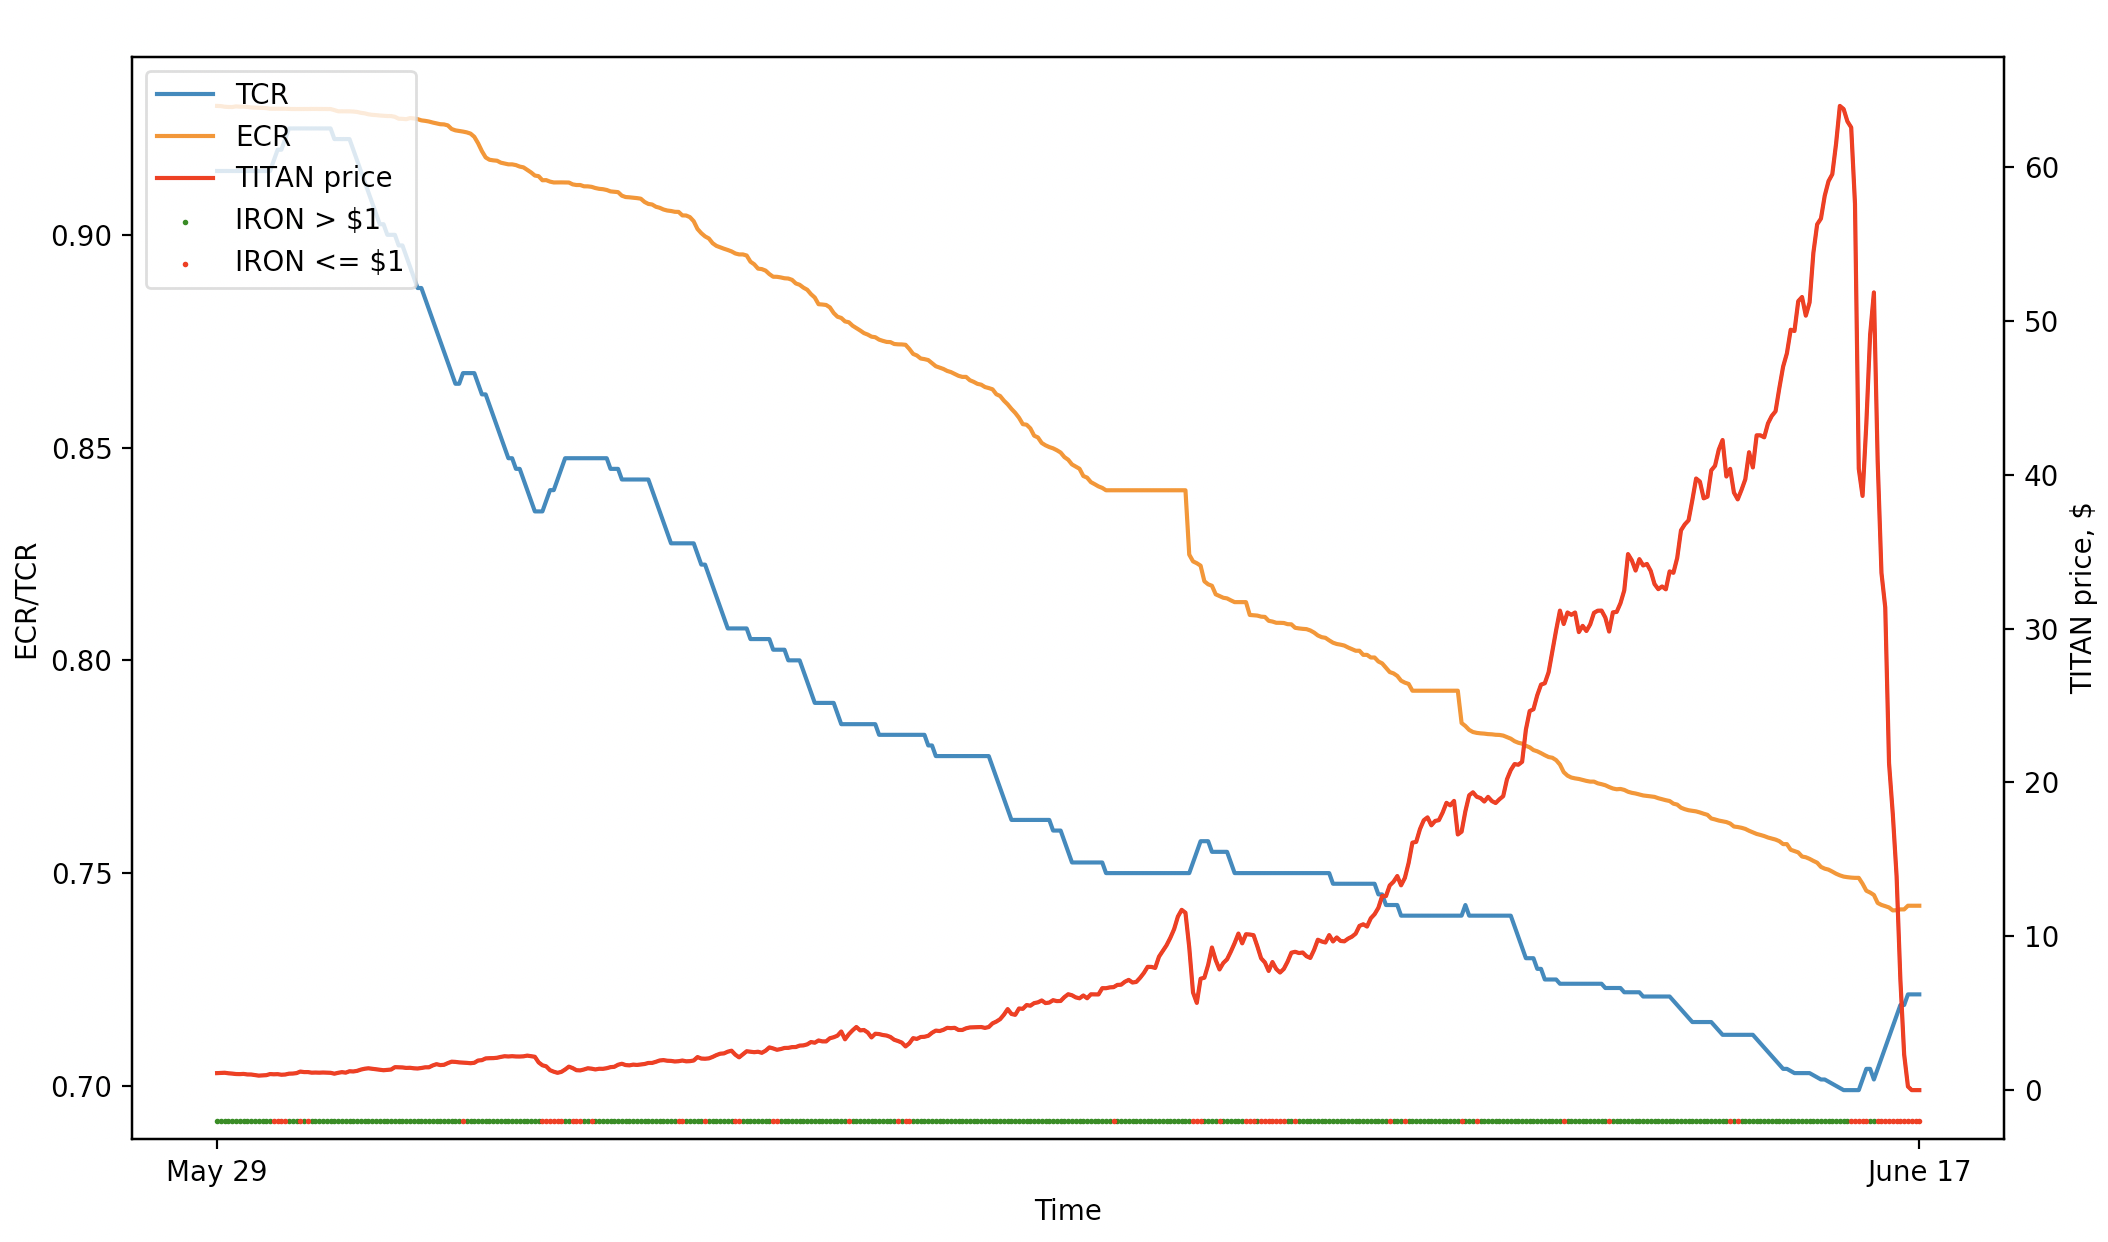 TCR
ECR
TITAN price
IRON > $1
IRON <= $1
0.90
0.85
0.80
0.75
0.70
ECR/TCR
60
50
40
30
20
10
0
TITAN price, $
May 29
June 17
Time